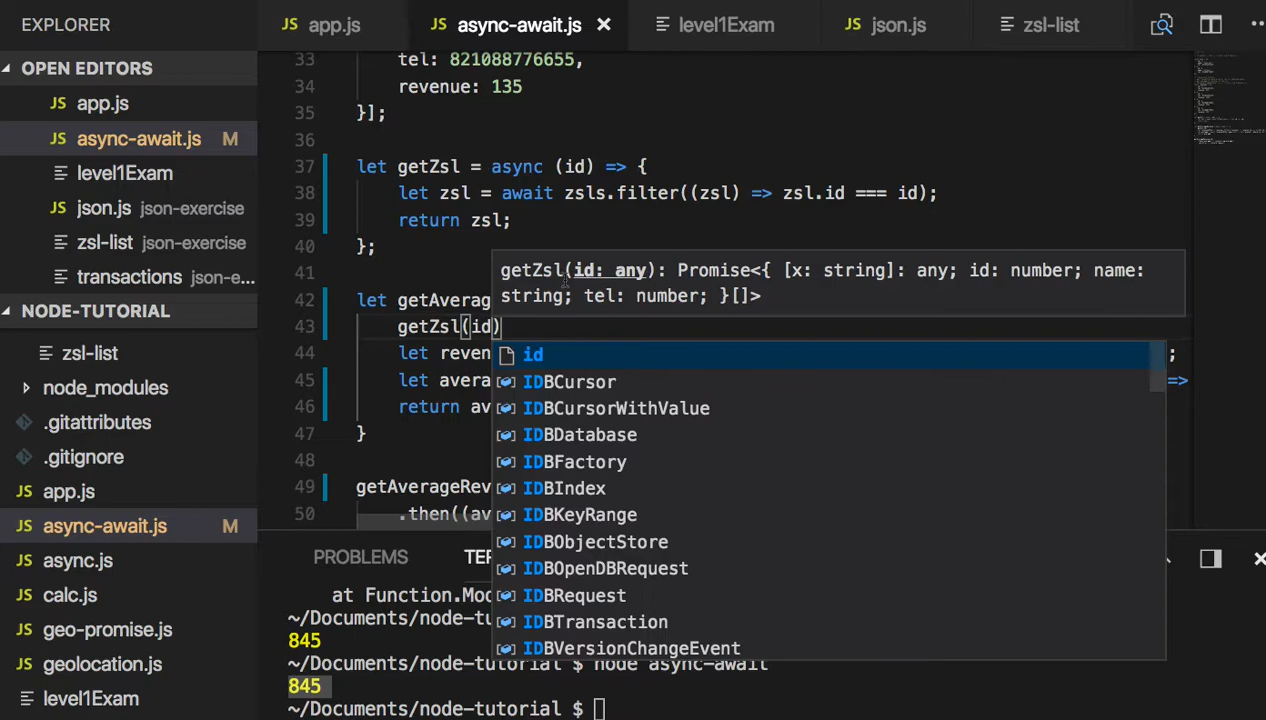 EXPLORER
OPEN EDITORS
JS app.js
JS async-await.js M
level1Exam
JS json.js json-exercise
zsl-list json-exercise
transactions json-exe...
NODE-TUTORIAL
zsl-list
node_modules
.gitattributes
.gitignore
JS app.js
JS async-await.js M
JS async.js
JS calc.js
JS geo-promise.js
JS geolocation.js
level1Exam
JS app.js JS async-await.js × level1Exam JS json.js zsl-list
33 tel: 821088776655,
34 revenue: 135
35 }];
36
37 let getZsl = async (id) => {
38 let zsl = await zsls.filter((zsl) => zsl.id === id);
39 return zsl;
40 };
41
42 let getAverage
43 getZsl(id)
44 let reven ;
45 let avera =>
46 return av
47 }
48
49 getAverageRev
50 .then((av
getZsl(id: any): Promise<{ [x: string]: any; id: number; name:
string; tel: number; }[]>
id
IDBCursor
IDBCursorWithValue
IDBDatabase
IDBFactory
IDBIndex
IDBKeyRange
IDBObjectStore
IDBOpenDBRequest
IDBRequest
IDBTransaction
IDBVersionChangeEvent
PROBLEMS TER
at Function.Mod
~/Documents/node-tu
845
~/Documents/node-tutorial $ node async-await
845
~/Documents/node-tutorial $